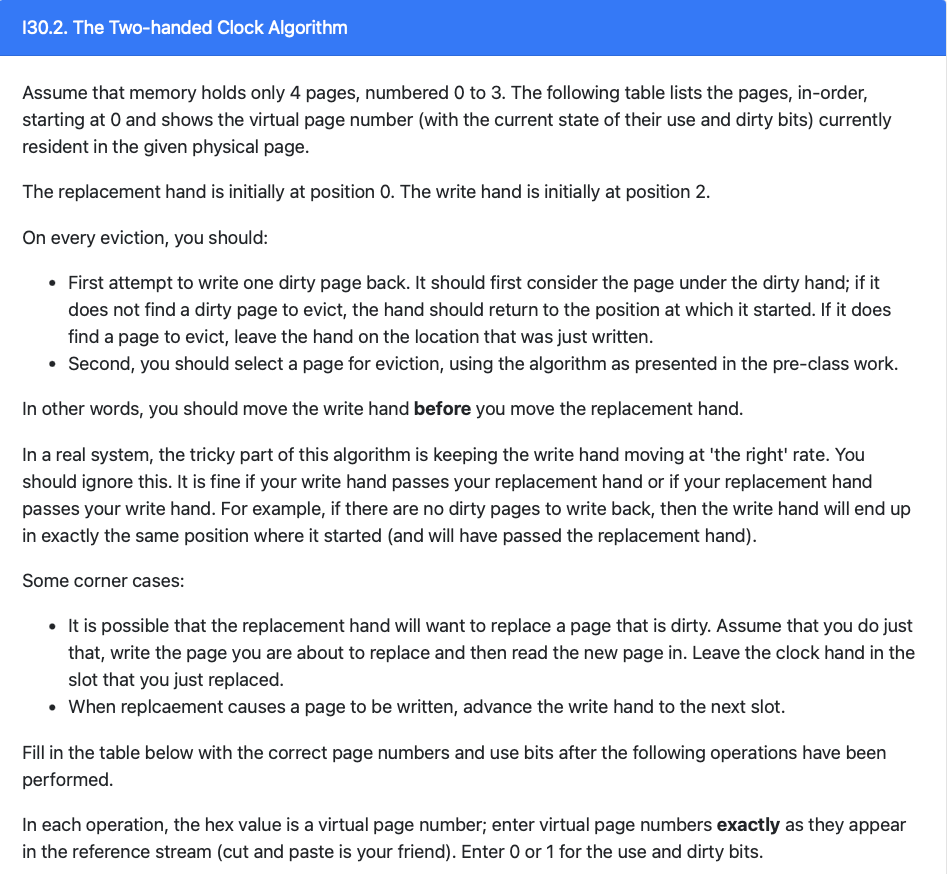 I30.2. The Two-handed Clock Algorithm
Assume that memory holds only 4 pages, numbered 0 to 3. The following table lists the pages, in-order,
starting at 0 and shows the virtual page number (with the current state of their use and dirty bits) currently
resident in the given physical page.
The replacement hand is initially at position 0. The write hand is initially at position 2.
On every eviction, you should:
• First attempt to write one dirty page back. It should first consider the page under the dirty hand; if it
does not find a dirty page to evict, the hand should return to the position at which it started. If it does
find a page to evict, leave the hand on the location that was just written.
• Second, you should select a page for eviction, using the algorithm as presented in the pre-class work.
In other words, you should move the write hand before you move the replacement hand.
In a real system, the tricky part of this algorithm is keeping the write hand moving at 'the right' rate. You
should ignore this. It is fine if your write hand passes your replacement hand or if your replacement hand
passes your write hand. For example, if there are no dirty pages to write back, then the write hand will end up
in exactly the same position where it started (and will have passed the replacement hand).
Some corner cases:
• It is possible that the replacement hand will want to replace a page that is dirty. Assume that you do just
that, write the page you are about to replace and then read the new page in. Leave the clock hand in the
slot that you just replaced.
• When replcaement causes a page to be written, advance the write hand to the next slot.
Fill in the table below with the correct page numbers and use bits after the following operations have been
performed.
In each operation, the hex value is a virtual page number; enter virtual page numbers exactly as they appear
in the reference stream (cut and paste is your friend). Enter 0 or 1 for the use and dirty bits.